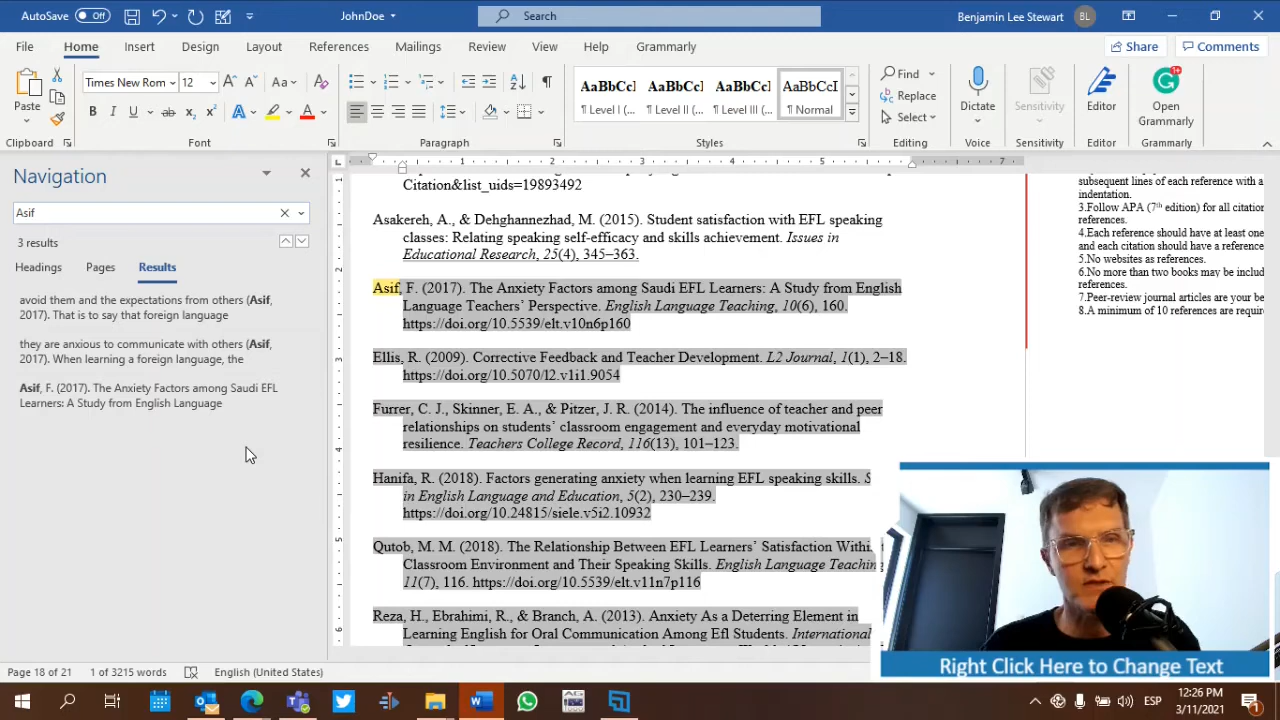 AutoSave Off JohnDoe Search Benjamin Lee Stewart BL
File Home Insert Design Layout References Mailings Review View Help Grammarly Share Comments
Paste Times New Rom 12 Aa AaBbCcI AaBbCcI AaBbCcI AaBbCcI Find Replace Select Dictate Sensitivity Editor Open Grammarly
¶ Level I (... ¶ Level II (... ¶ Level III (... ¶ Normal
Clipboard Font Paragraph Styles Editing Voice Sensitivity Editor Grammarly
Navigation
Asif
3 results
Headings Pages Results
avoid them and the expectations from others (Asif,
2017). That is to say that foreign language
they are anxious to communicate with others (Asif,
2017). When learning a foreign language, the
Asif, F. (2017). The Anxiety Factors among Saudi EFL
Learners: A Study from English Language
1 2 3 4 5 7
Citation&list_uids=19893492
Asakereh, A., & Dehghannezhad, M. (2015). Student satisfaction with EFL speaking
classes: Relating speaking self-efficacy and skills achievement. Issues in
Educational Research, 25(4), 345–363.
Asif, F. (2017). The Anxiety Factors among Saudi EFL Learners: A Study from English
Language Teachers’ Perspective. English Language Teaching, 10(6), 160.
https://doi.org/10.5539/elt.v10n6p160
Ellis, R. (2009). Corrective Feedback and Teacher Development. L2 Journal, 1(1), 2–18.
https://doi.org/10.5070/l2.v1i1.9054
Furrer, C. J., Skinner, E. A., & Pitzer, J. R. (2014). The influence of teacher and peer
relationships on students’ classroom engagement and everyday motivational
resilience. Teachers College Record, 116(13), 101–123.
Hanifa, R. (2018). Factors generating anxiety when learning EFL speaking skills. S
in English Language and Education, 5(2), 230–239.
https://doi.org/10.24815/siele.v5i2.10932
Qutob, M. M. (2018). The Relationship Between EFL Learners’ Satisfaction Within
Classroom Environment and Their Speaking Skills. English Language Teaching
11(7), 116. https://doi.org/10.5539/elt.v11n7p116
Reza, H., Ebrahimi, R., & Branch, A. (2013). Anxiety As a Deterring Element in
Learning English for Oral Communication Among Efl Students. International
subsequent lines of each reference with a
indentation.
3.Follow APA (7th edition) for all citatio
references.
4.Each reference should have at least one
and each citation should have a reference
5.No websites as references.
6.No more than two books may be includ
references.
7.Peer-review journal articles are your be
8.A minimum of 10 references are require
Right Click Here to Change Text
Page 18 of 21 1 of 3215 words English (United States)
ESP
12:26 PM
3/11/2021